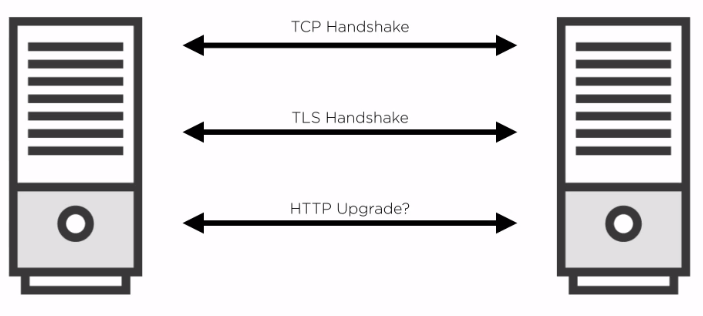 TCP Handshake
TLS Handshake
HTTP Upgrade?